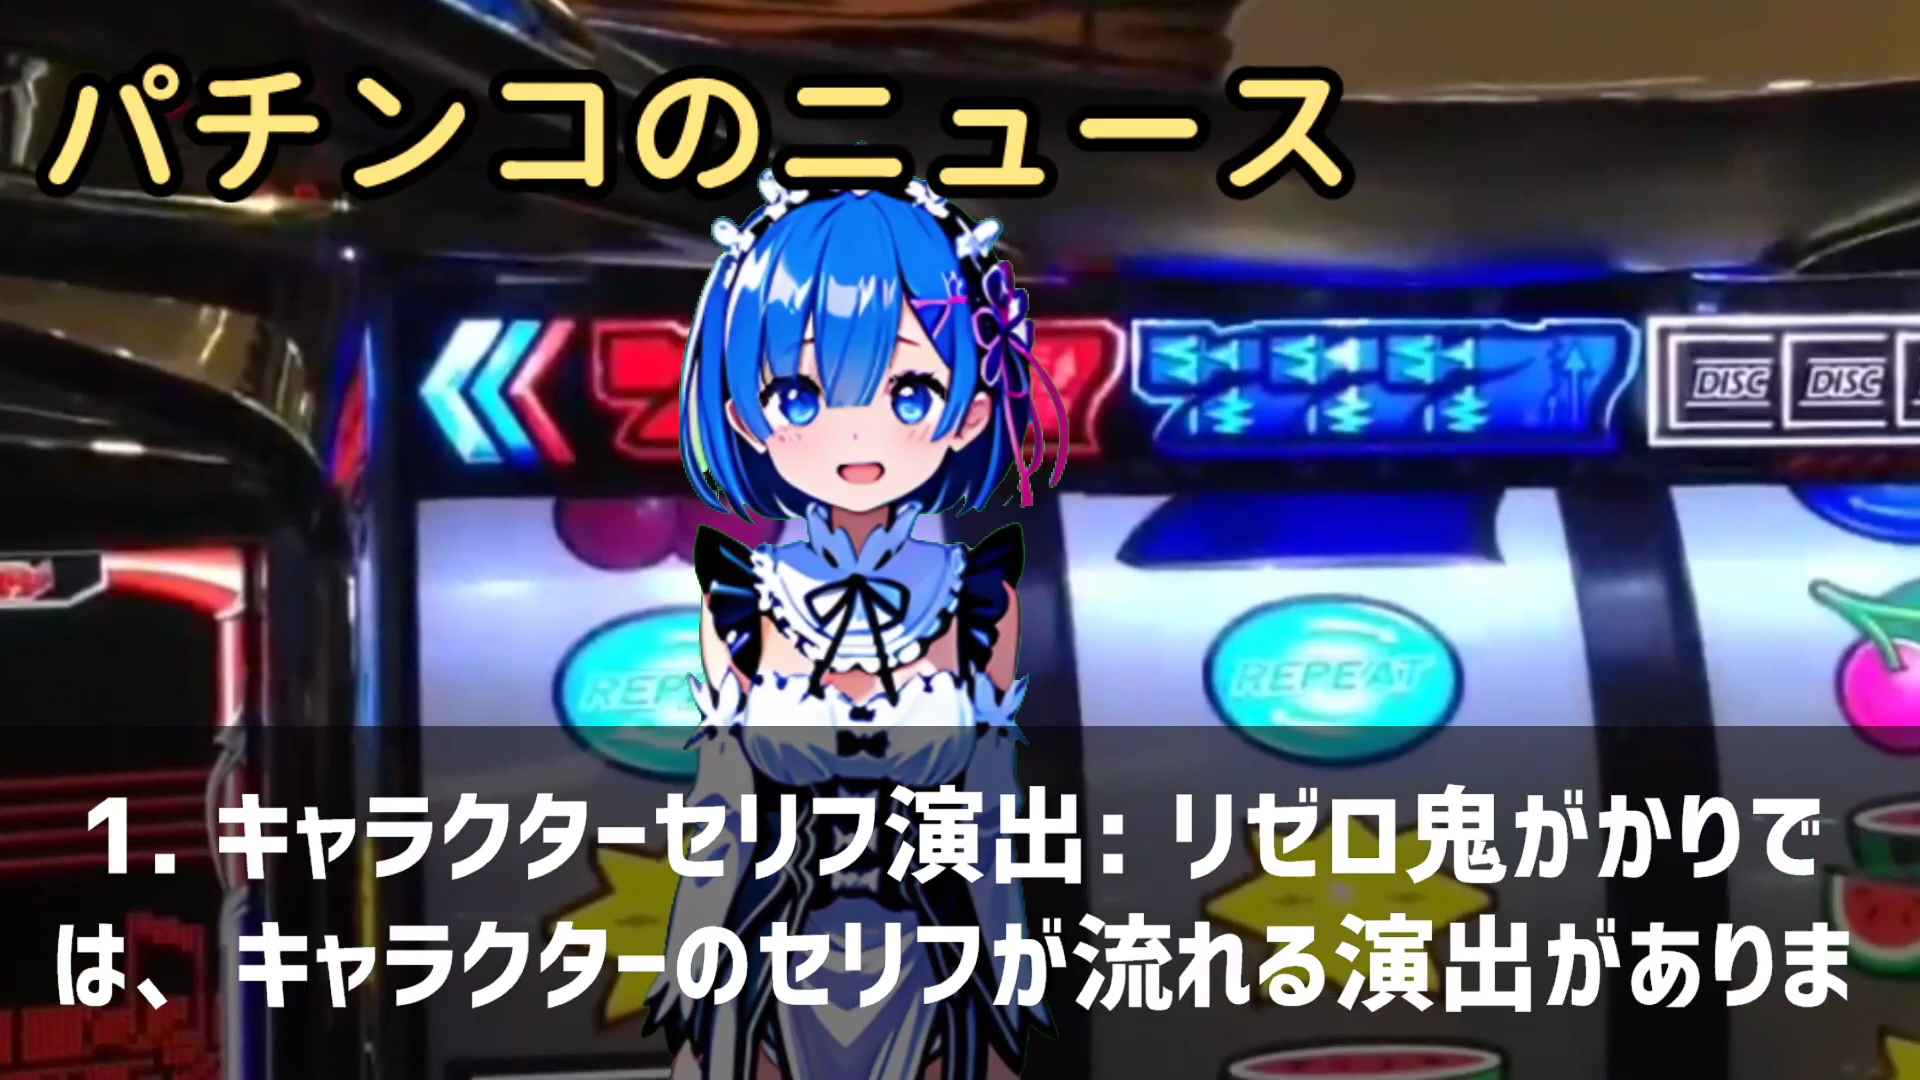 パチンコのニュース
DISC DISC
REPEAT
1. キャラクターセリフ演出: リゼロ鬼がかりで
は、キャラクターのセリフが流れる演出がありま